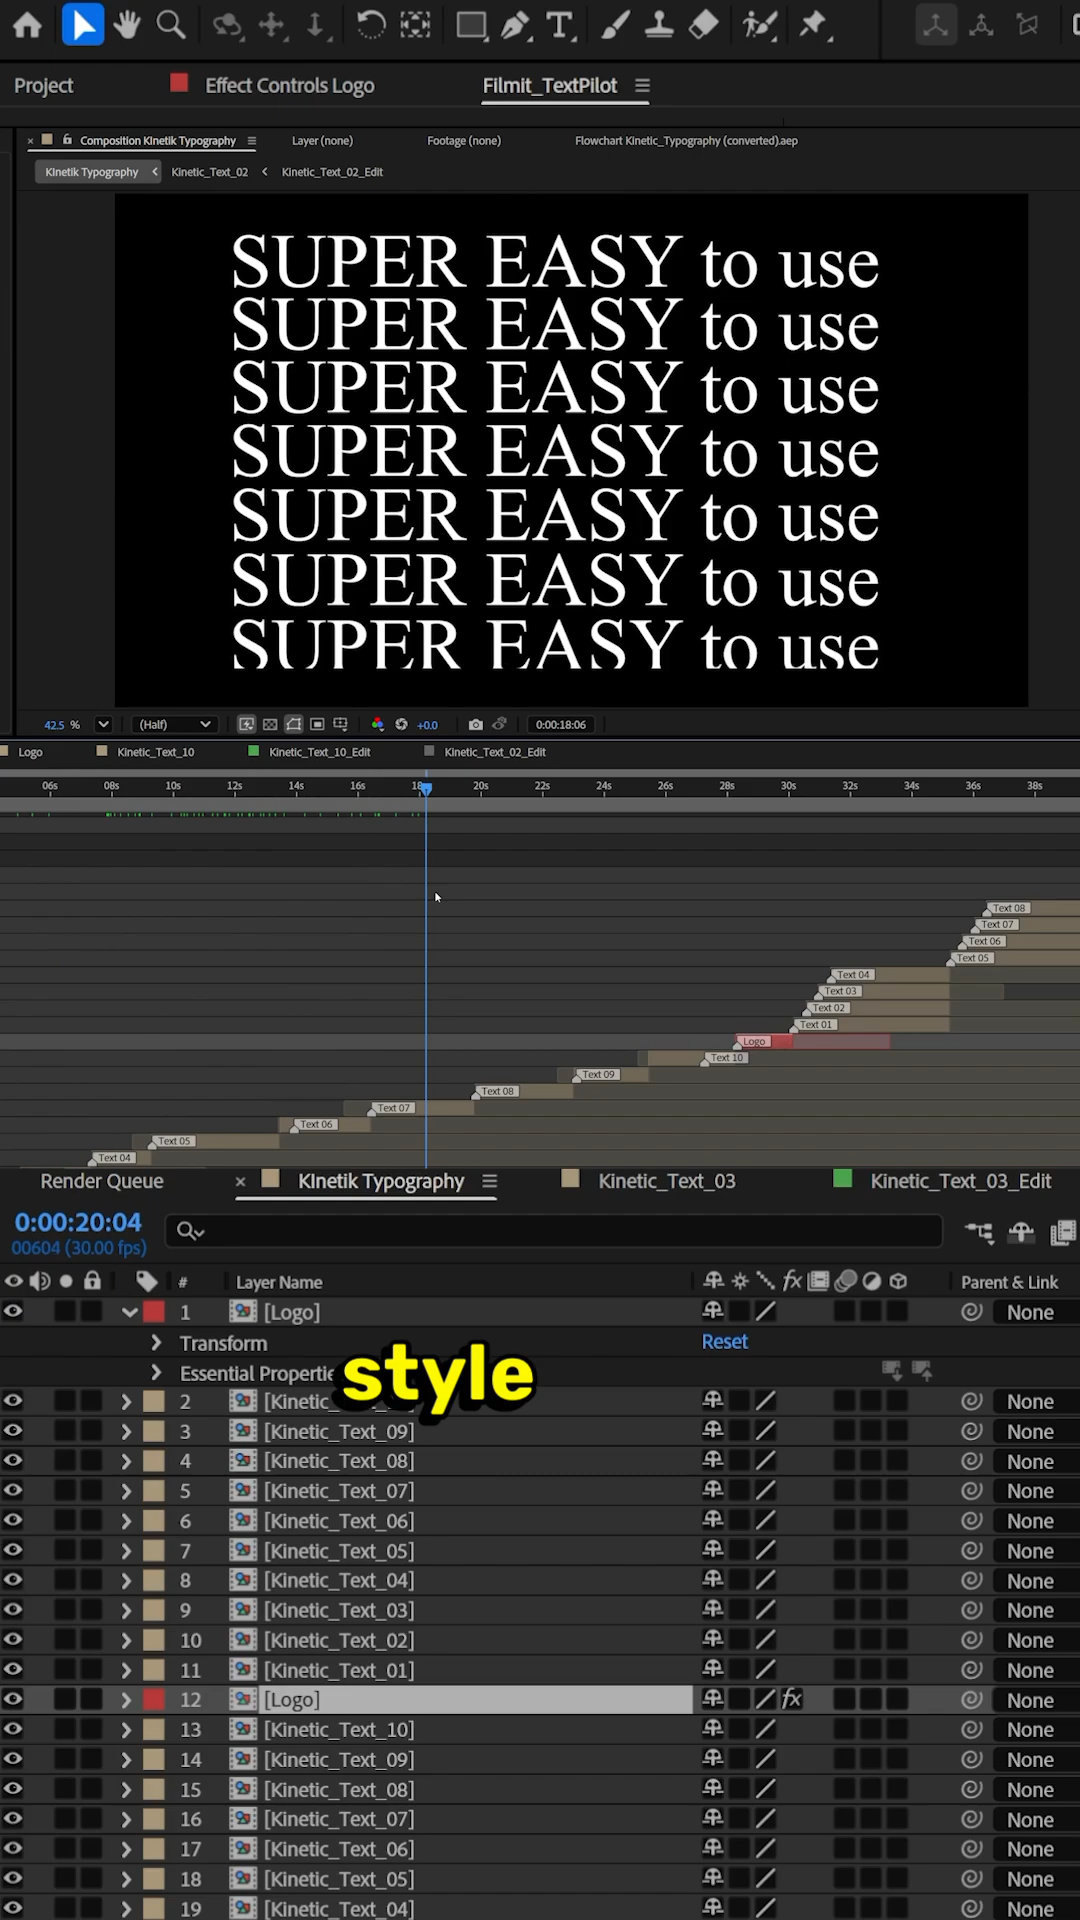 Project
Effect Controls Logo
Filmit_TextPilot
Composition Kinetik Typography
Layer (none)
Footage (none)
Flowchart Kinetic_Typography (converted).aep
KInetik Typography
Kinetic_Text_02
Kinetic_Text_02_Edit
SUPER EASY to use
SUPER EASY to use
SUPER EASY to use
SUPER EASY to use
SUPER EASY to use
SUPER EASY to use
SUPER EASY to use
42.5 %
(Half)
+0.0
0:00:18:06
Logo
Kinetic_Text_10
Kinetic_Text_10_Edit
Kinetic_Text_02_Edit
06s 08s 10s 12s 14s 16s 18 20s 22s 24s 26s 28s 30s 32s 34s 36s 38s
Text 08
Text 07
Text 06
Text 05
Text 04
Text 03
Text 02
Text 01
Logo
Text 10
Text 09
Text 08
Text 07
Text 06
Text 05
Text 04
Render Queue
KInetik Typography
Kinetic_Text_03
Kinetic_Text_03_Edit
0:00:20:04
00604 (30.00 fps)
# Layer Name fx Parent & Link
1 [Logo] None
Transform Reset
Essential Properti
style
2 [Kinetic_ None
3 [Kinetic_Text_09] None
4 [Kinetic_Text_08] None
5 [Kinetic_Text_07] None
6 [Kinetic_Text_06] None
7 [Kinetic_Text_05] None
8 [Kinetic_Text_04] None
9 [Kinetic_Text_03] None
10 [Kinetic_Text_02] None
11 [Kinetic_Text_01] None
12 [Logo] fx None
13 [Kinetic_Text_10] None
14 [Kinetic_Text_09] None
15 [Kinetic_Text_08] None
16 [Kinetic_Text_07] None
17 [Kinetic_Text_06] None
18 [Kinetic_Text_05] None
19 [Kinetic_Text_04] None